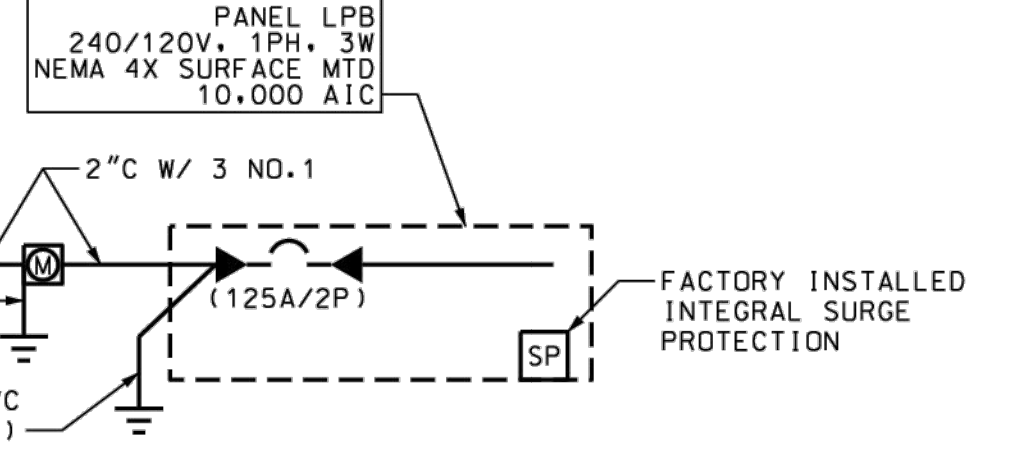 PANEL LPB
240/120V, 1PH, 3W
NEMA 4X SURFACE MTD
10,000 AIC
2"C W/ 3 NO.1
M
(125A/2P)
FACTORY INSTALLED
INTEGRAL SURGE
PROTECTION
SP
C
)